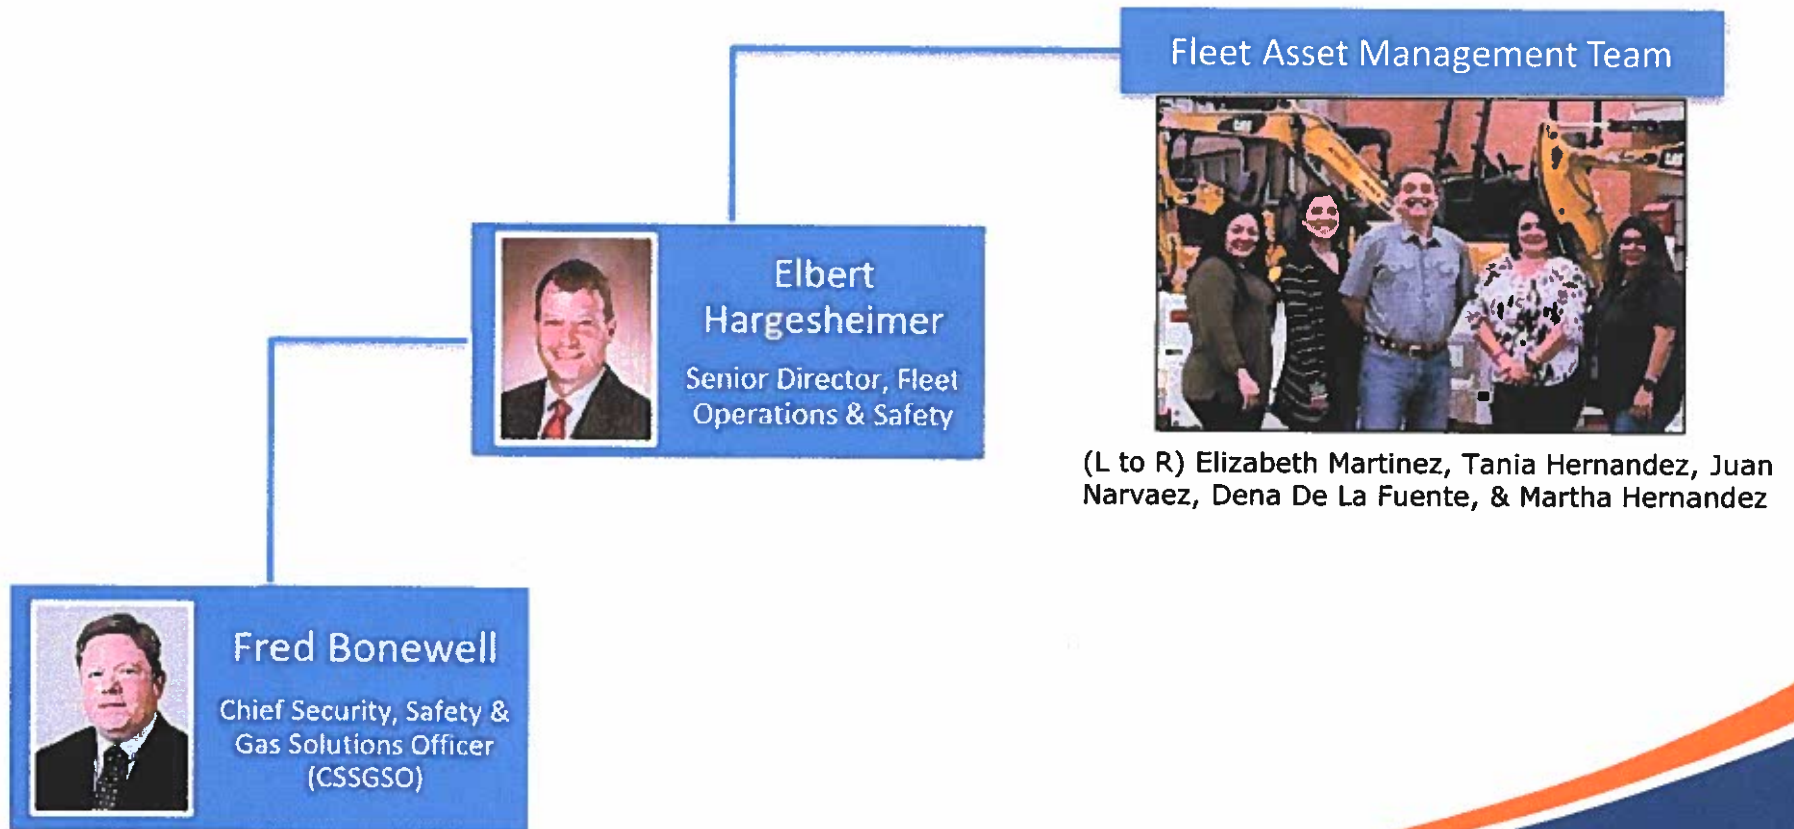 Fleet Asset Management Team
(L to R) Elizabeth Martinez, Tania Hernandez, Juan
Narvaez, Dena De La Fuente, & Martha Hernandez
Elbert
Hargesheimer
Senior Director, Fleet
Operations & Safety
Fred Bonewell
Chief Security, Safety &
Gas Solutions Officer
(CSSGSO)